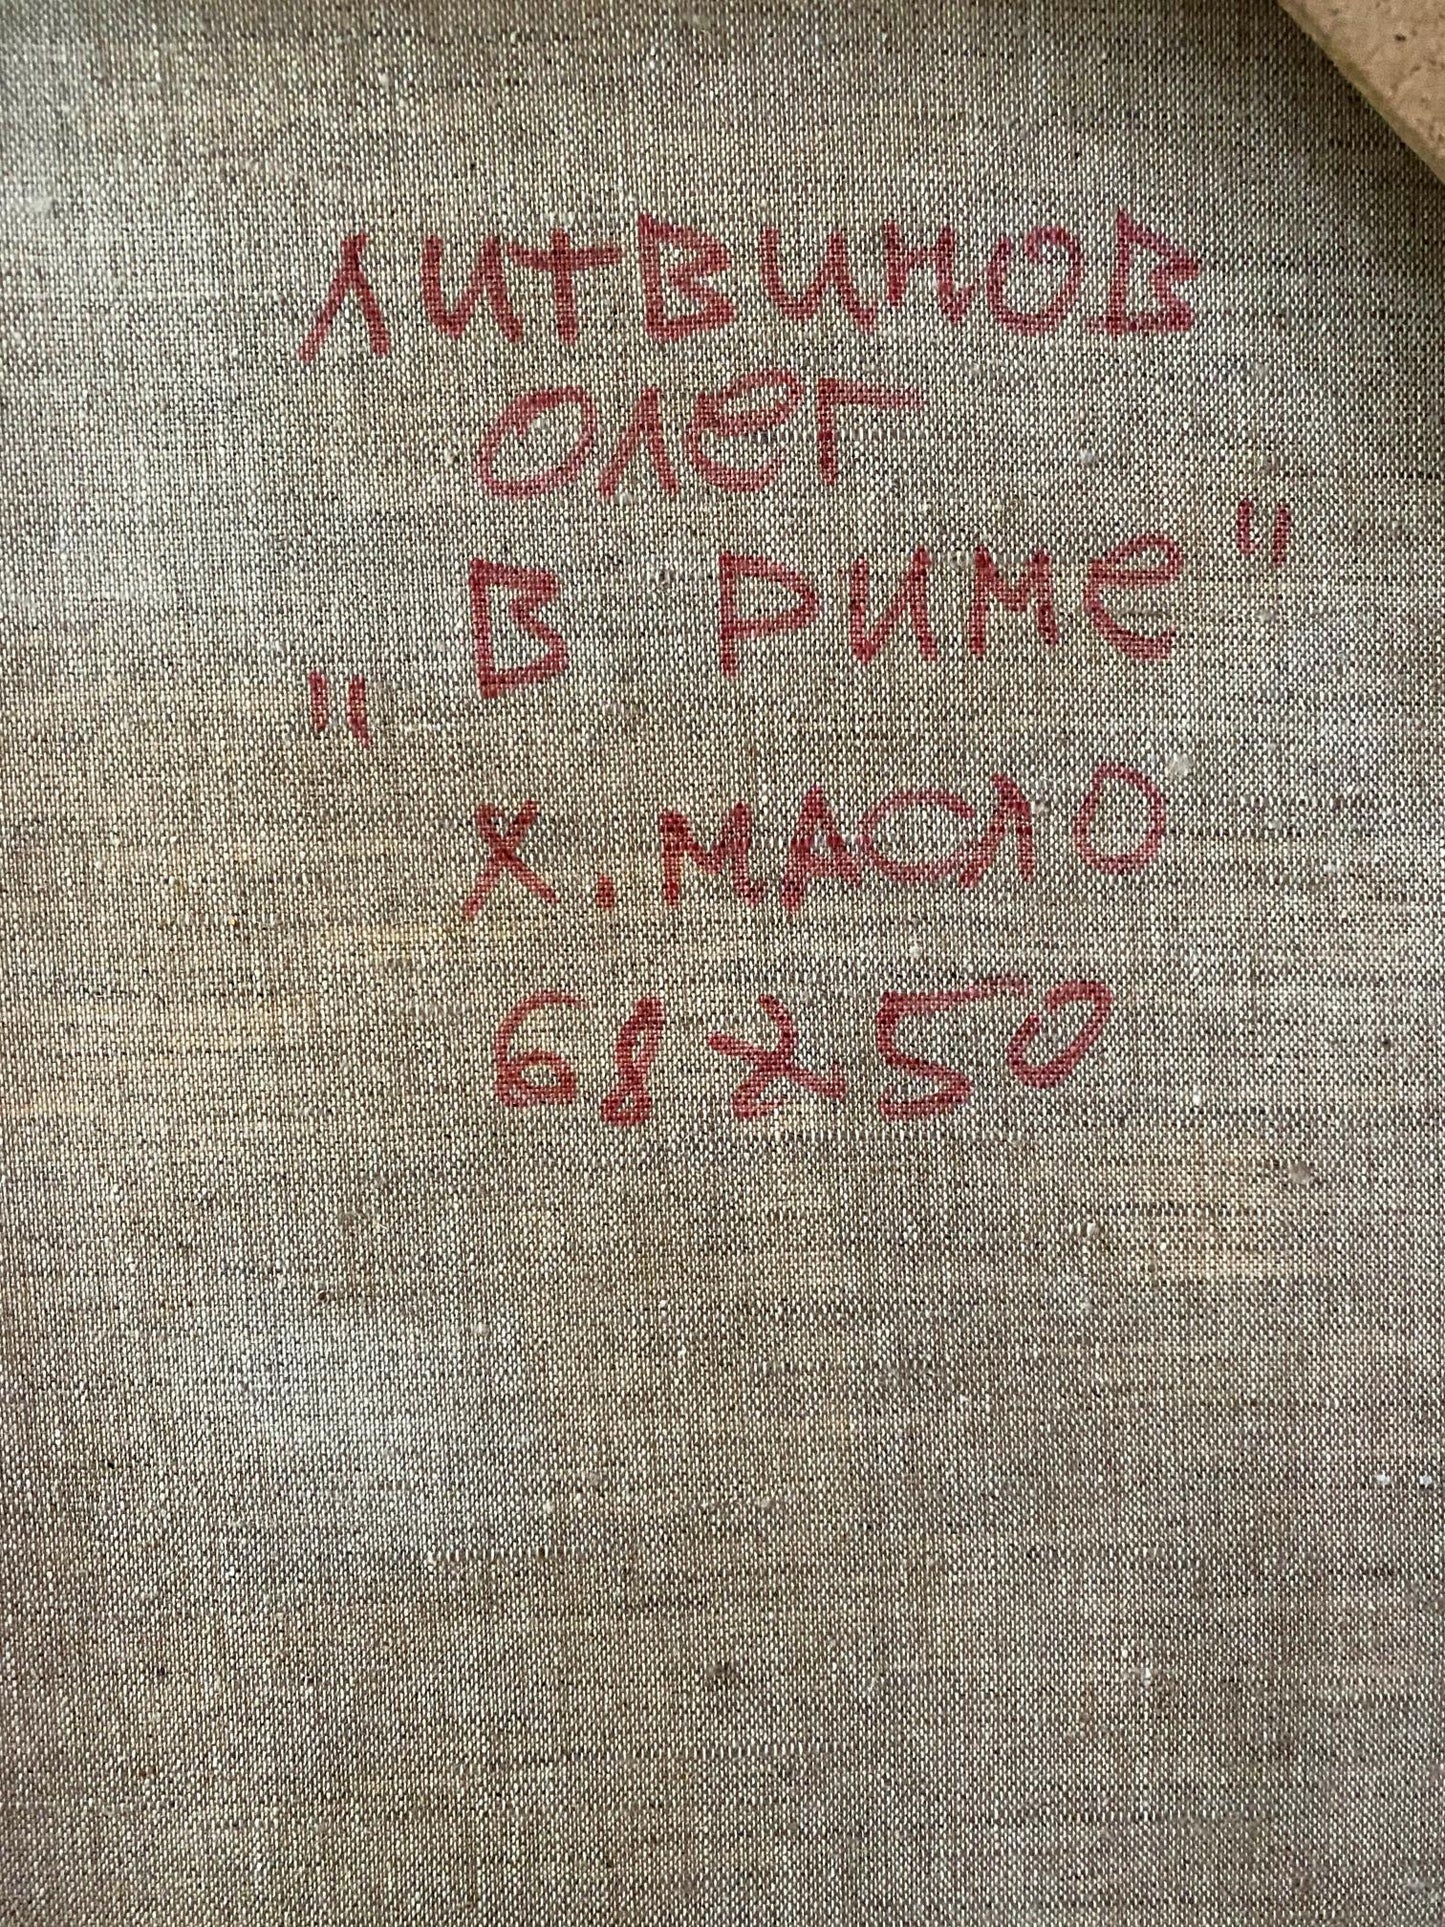 ЛИТВИНОВ
ОЛЕГ
"В РИМЕ"
Х. МАСЛО
68х50